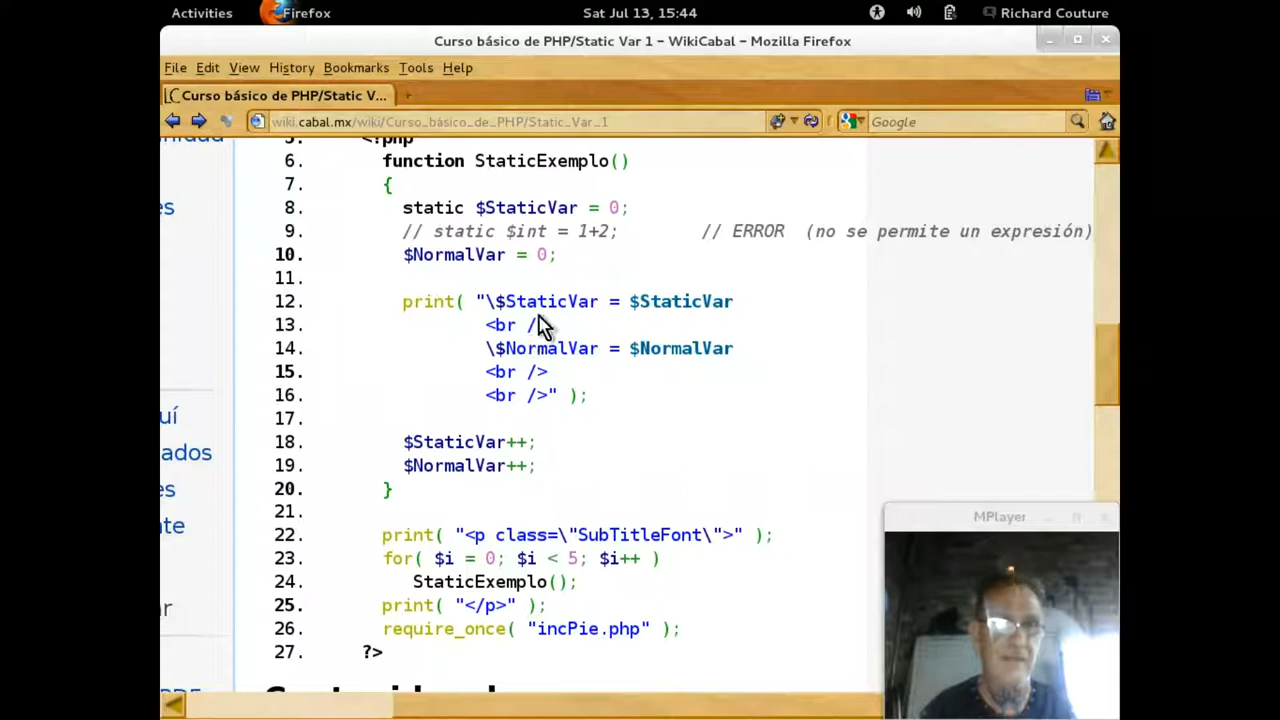 Activities Firefox Sat Jul 13, 15:44 Richard Couture
Curso básico de PHP/Static Var 1 - WikiCabal - Mozilla Firefox
File Edit View History Bookmarks Tools Help
Curso básico de PHP/Static V...
wiki.cabal.mx/wiki/Curso_básico_de_PHP/Static_Var_1 Google
5. <?php
6. function StaticExemplo()
7. {
es
8. static $StaticVar = 0;
9. // static $int = 1+2; // ERROR (no se permite un expresión)
10. $NormalVar = 0;
11.
12. print( "\$StaticVar = $StaticVar
13. <br /
14. \$NormalVar = $NormalVar
15. <br />
16. <br />" );
17.
18. $StaticVar++;
ados
19. $NormalVar++;
20. }
es
21.
nte
22. print( "<p class=\"SubTitleFont\">" );
23. for( $i = 0; $i < 5; $i++ )
24. StaticExemplo();
25. print( "</p>" );
26. require_once( "incPie.php" );
27. ?>
MPlayer